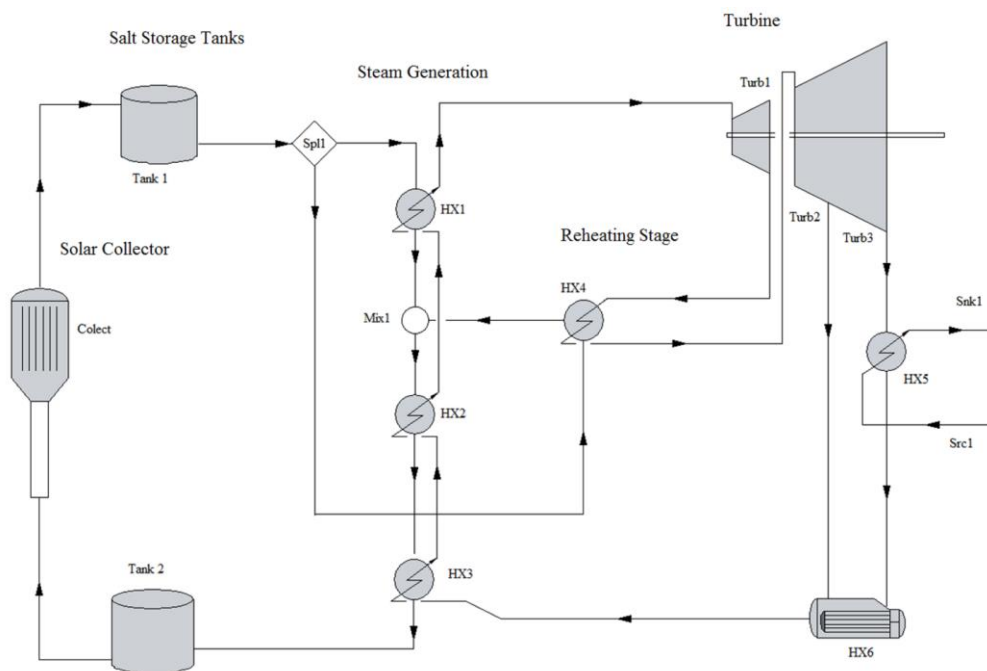 Turbine
Salt Storage Tanks
Steam Generation
Turb1
Spl1
Tank 1
HX1
Turb2
Turb3
Reheating Stage
Solar Collector
HX4
Snk1
Mix1
Colect
HX5
HX2
Src1
Tank 2
HX3
HX6